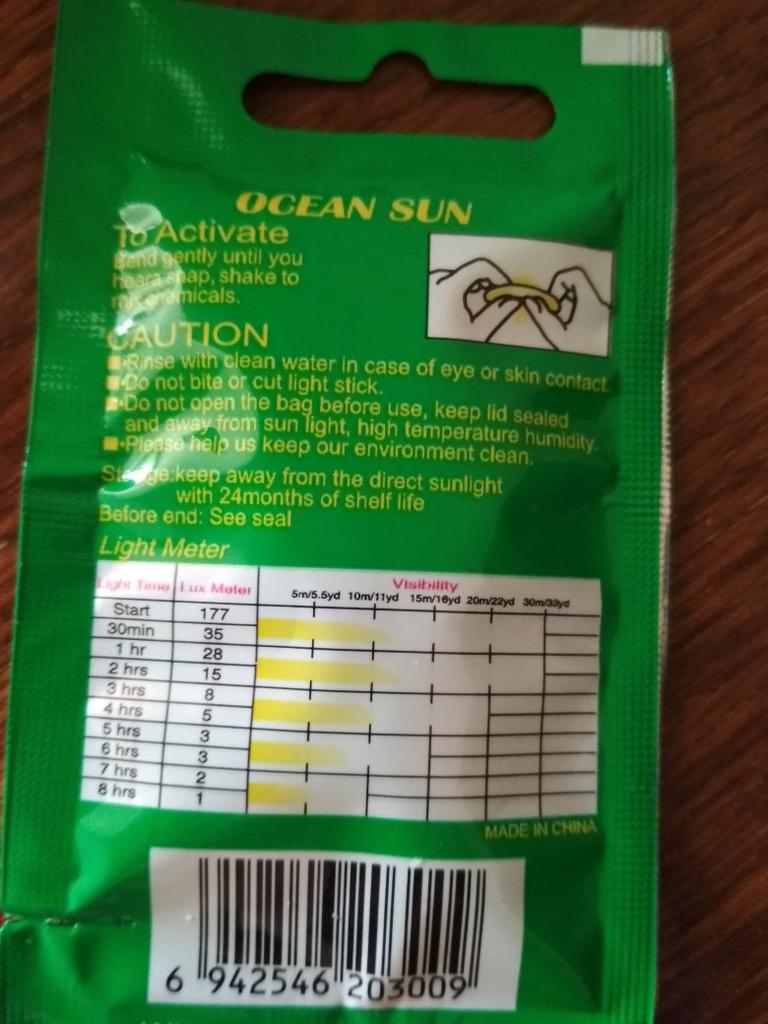 OCEAN SUN
To Activate
Bend gently until you
heara snap, shake to
mix chemicals.
CAUTION
•Rinse with clean water in case of eye or skin contact.
•Do not bite or cut light stick.
•Do not open the bag before use, keep lid sealed
and away from sun light, high temperature humidity.
•Please help us keep our environment clean.
Storage:keep away from the direct sunlight
with 24months of shelf life
Before end: See seal
Light Meter
Light Time Lux Meter Visibility
5m/5.5yd 10m/11yd 15m/16yd 20m/22yd 30m/33yd
Start 177
30min 35
1 hr 28
2 hrs 15
3 hrs 8
4 hrs 5
5 hrs 3
6 hrs 3
7 hrs 2
8 hrs 1
MADE IN CHINA
6 942546 203009